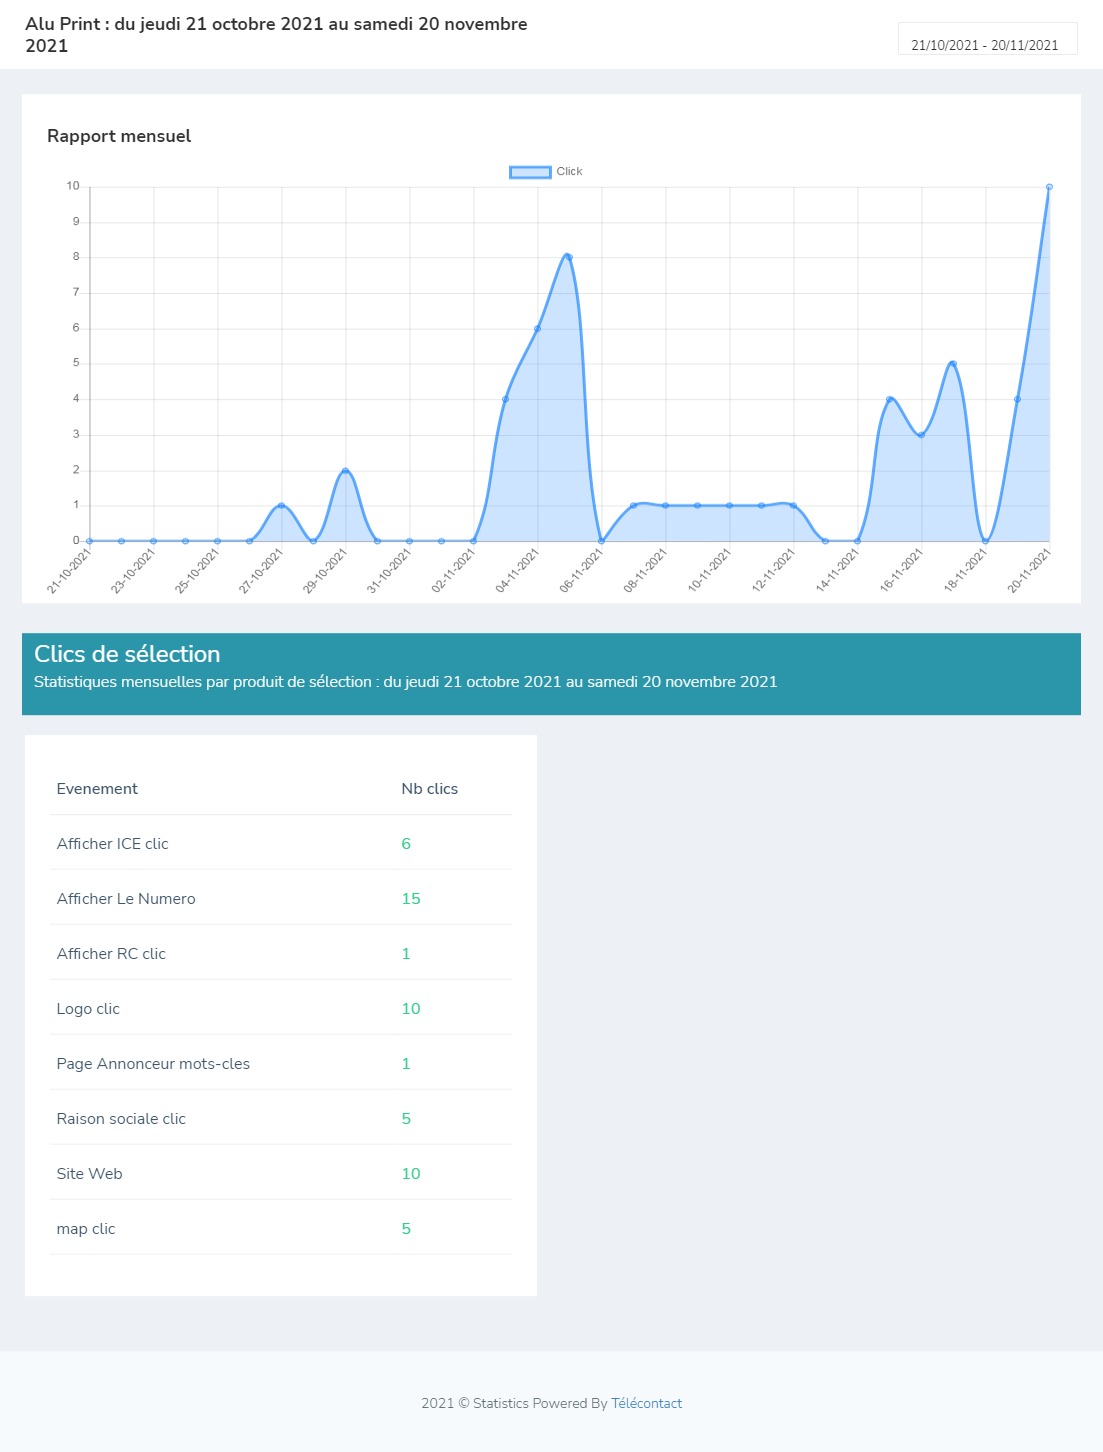 Alu Print : du jeudi 21 octobre 2021 au samedi 20 novembre
2021
21/10/2021 - 20/11/2021
Rapport mensuel
Click
10
9
8
7
6
5
4
3
2
1
0
21-10-2021
23-10-2021
25-10-2021
27-10-2021
29-10-2021
31-10-2021
02-11-2021
04-11-2021
06-11-2021
08-11-2021
10-11-2021
12-11-2021
14-11-2021
16-11-2021
18-11-2021
20-11-2021
Clics de sélection
Statistiques mensuelles par produit de sélection : du jeudi 21 octobre 2021 au samedi 20 novembre 2021
Evenement Nb clics
Afficher ICE clic 6
Afficher Le Numero 15
Afficher RC clic 1
Logo clic 10
Page Annonceur mots-cles 1
Raison sociale clic 5
Site Web 10
map clic 5
2021 © Statistics Powered By Télécontact